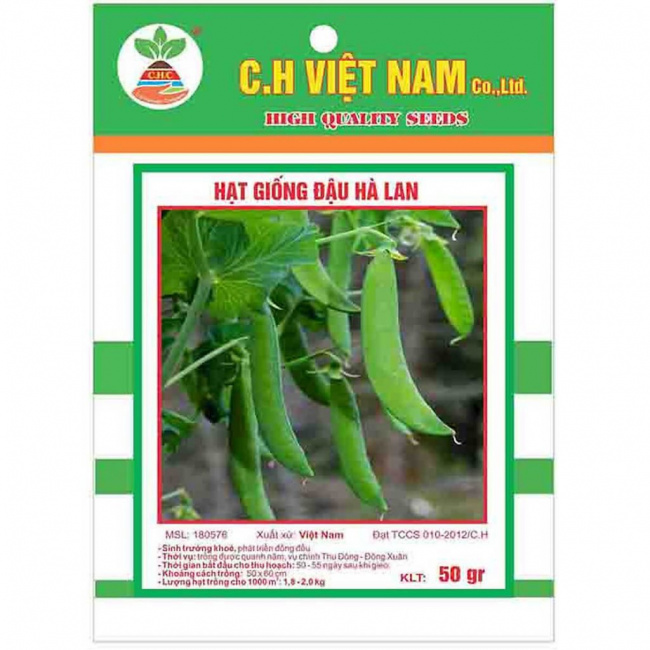 C.H.C
C.H VIỆT NAM Co.,Ltd.
HIGH QUALITY SEEDS
HẠT GIỐNG ĐẬU HÀ LAN
MSL: 180576 Xuất xứ: Việt Nam Đạt TCCS 010-2012/C.H
- Sinh trưởng khoẻ, phát triển đồng đều
- Thời vụ: trồng được quanh năm, vụ chính Thu Đông - Đông Xuân
- Thời gian bắt đầu cho thu hoạch: 50 - 55 ngày sau khi gieo.
- Khoảng cách trồng: 50 x 60 cm
- Lượng hạt trồng cho 1000 m²: 1,8 - 2,0 kg
KLT: 50 gr